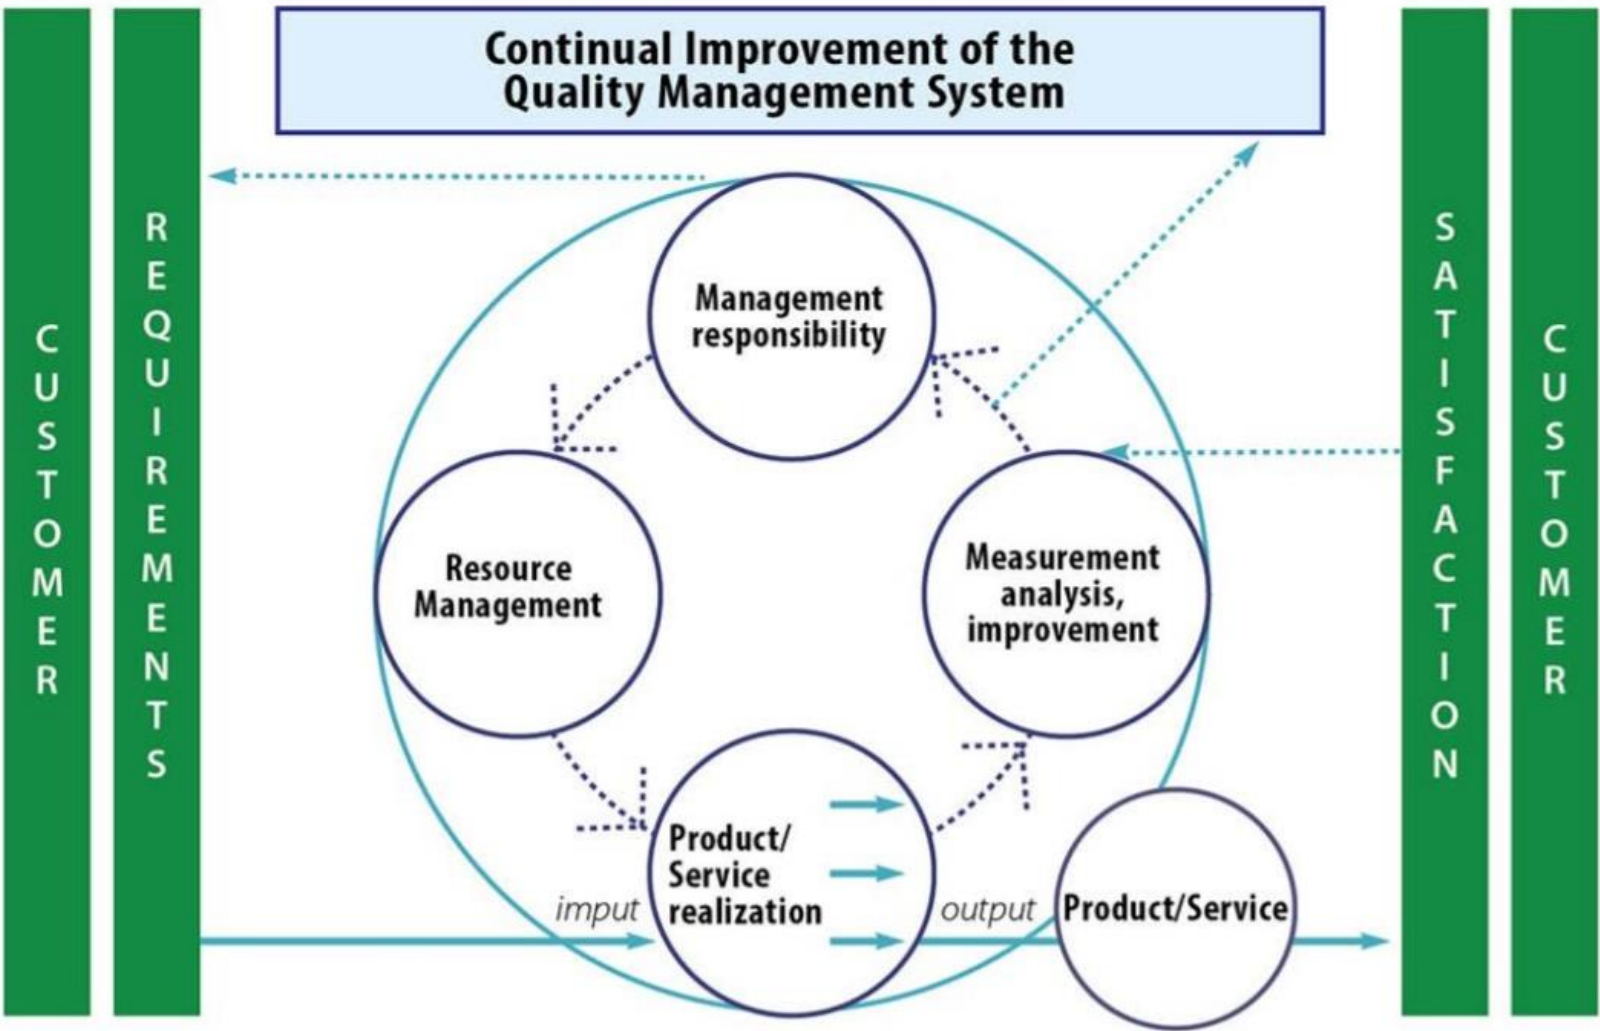 Continual Improvement of the
Quality Management System
CUSTOMER
REQUIREMENTS
Management
responsibility
Resource
Management
Measurement
analysis,
improvement
Product/
Service
realization
imput
output
Product/Service
SATISFACTION
CUSTOMER